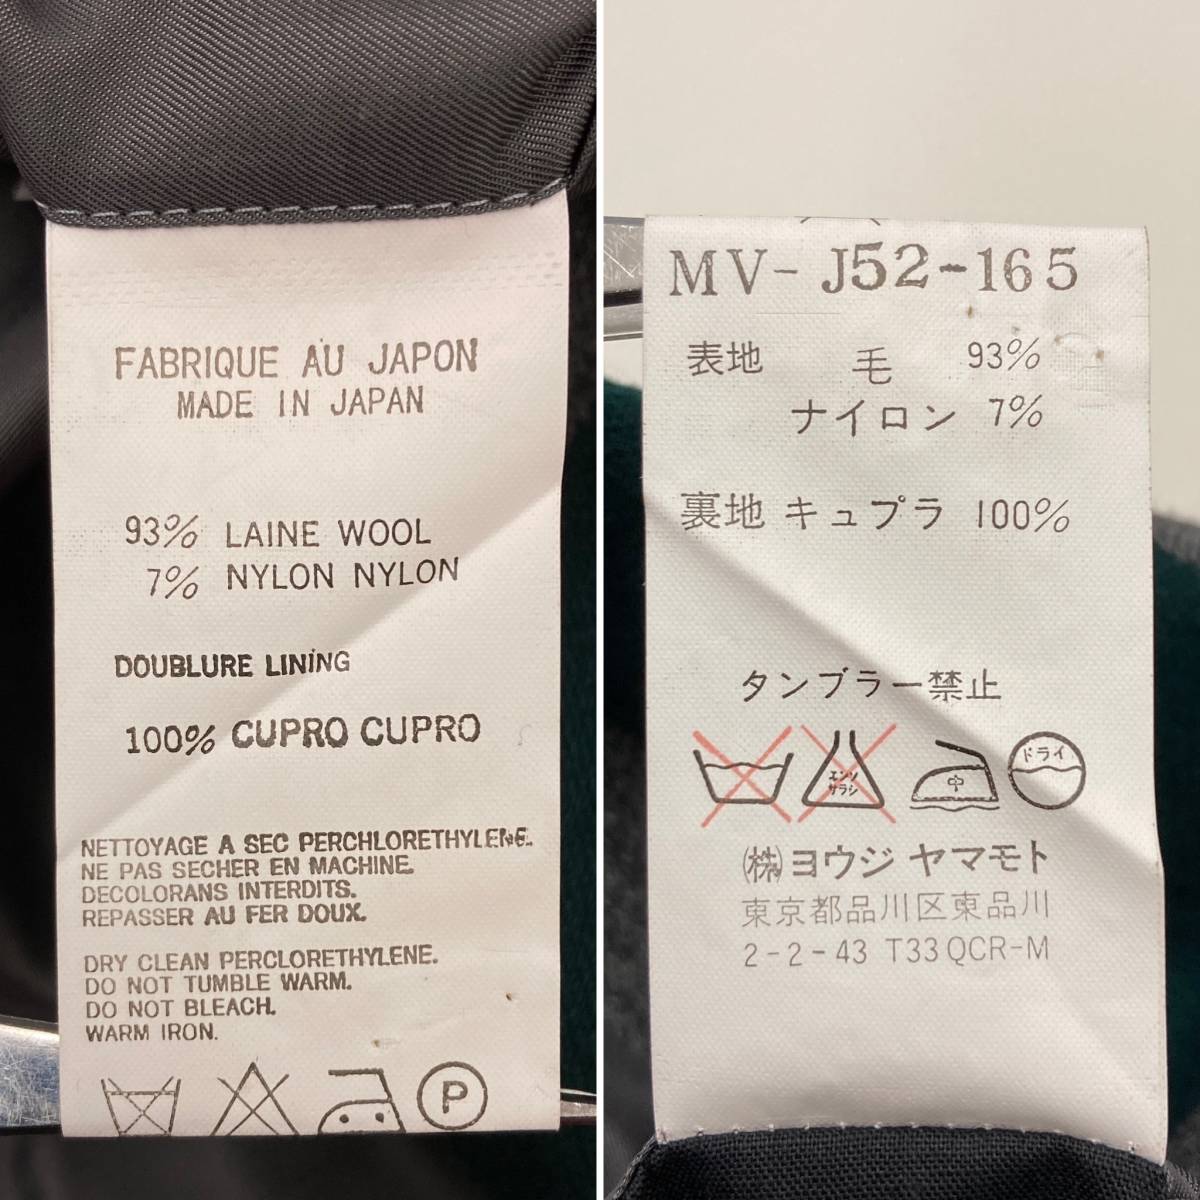 FABRIQUE AU JAPON
MADE IN JAPAN
93% LAINE WOOL
7% NYLON NYLON
DOUBLURE LINING
100% CUPRO CUPRO
NETTOYAGE A SEC PERCHLORETHYLENE.
NE PAS SECHER EN MACHINE.
DECOLORANS INTERDITS.
REPASSER AU FER DOUX.
DRY CLEAN PERCLORETHYLENE.
DO NOT TUMBLE WARM.
DO NOT BLEACH.
WARM IRON.
P
MV-J52-165
表地 毛 93%
ナイロン 7%
裏地 キュプラ 100%
タンブラー禁止
エンソ
サラシ
中
ドライ
(株)ヨウジ ヤマモト
東京都品川区東品川
2-2-43 T33 QCR-M